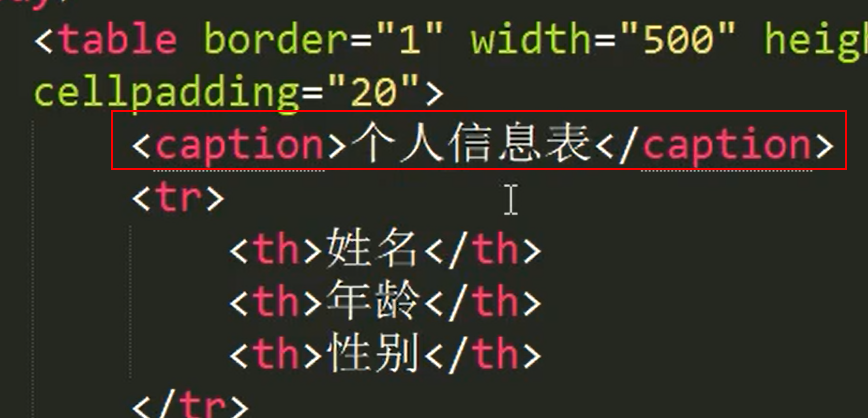 <table border="1" width="500" heig
cellpadding="20">
<caption>个人信息表</caption>
<tr>
<th>姓名</th>
<th>年龄</th>
<th>性别</th>
</tr>